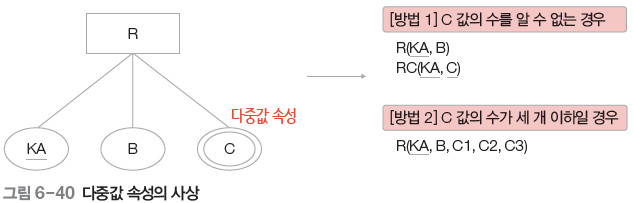 R
KA
B
C
다중값 속성
[방법 1] C 값의 수를 알 수 없는 경우
R(KA, B)
RC(KA, C)
[방법 2] C 값의 수가 세 개 이하일 경우
R(KA, B, C1, C2, C3)
그림 6-40 다중값 속성의 사상